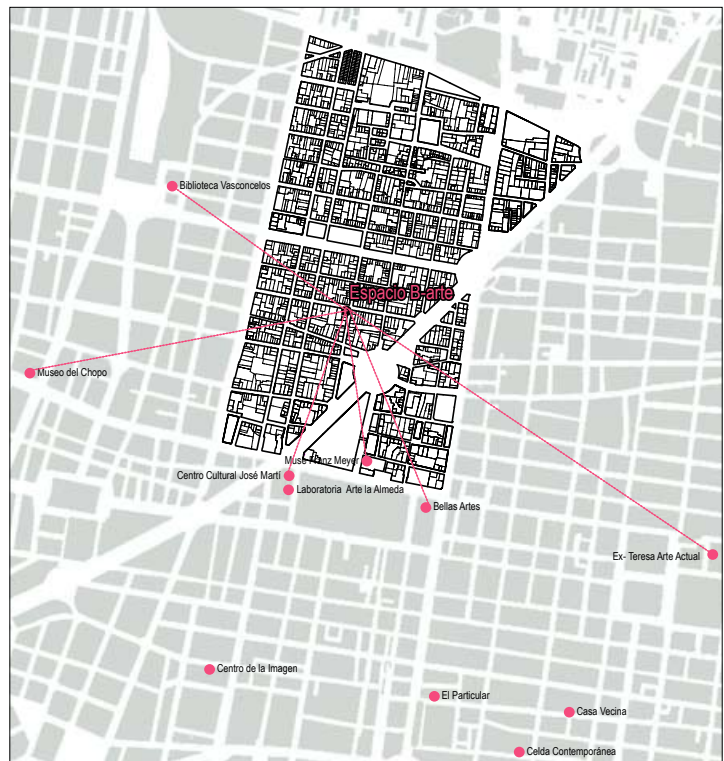 Biblioteca Vasconcelos
Espacio B-arte
Museo del Chopo
Muse Franz Meyer
Centro Cultural José Martí
Laboratoria Arte la Almeda
Bellas Artes
Ex- Teresa Arte Actual
Centro de la Imagen
El Particular
Casa Vecina
Celda Contemporánea